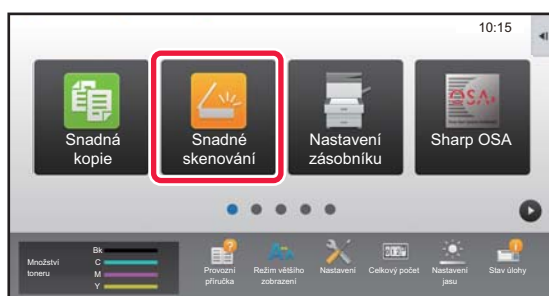 10:15
Snadná
kopie
Snadné
skenování
Nastavení
zásobníku
Sharp OSA
OSA
Množství
toneru
Bk
C
M
Y
Provozní
příručka
Režim většího
zobrazení
Nastavení
Celkový počet
Nastavení
jasu
Stav úlohy